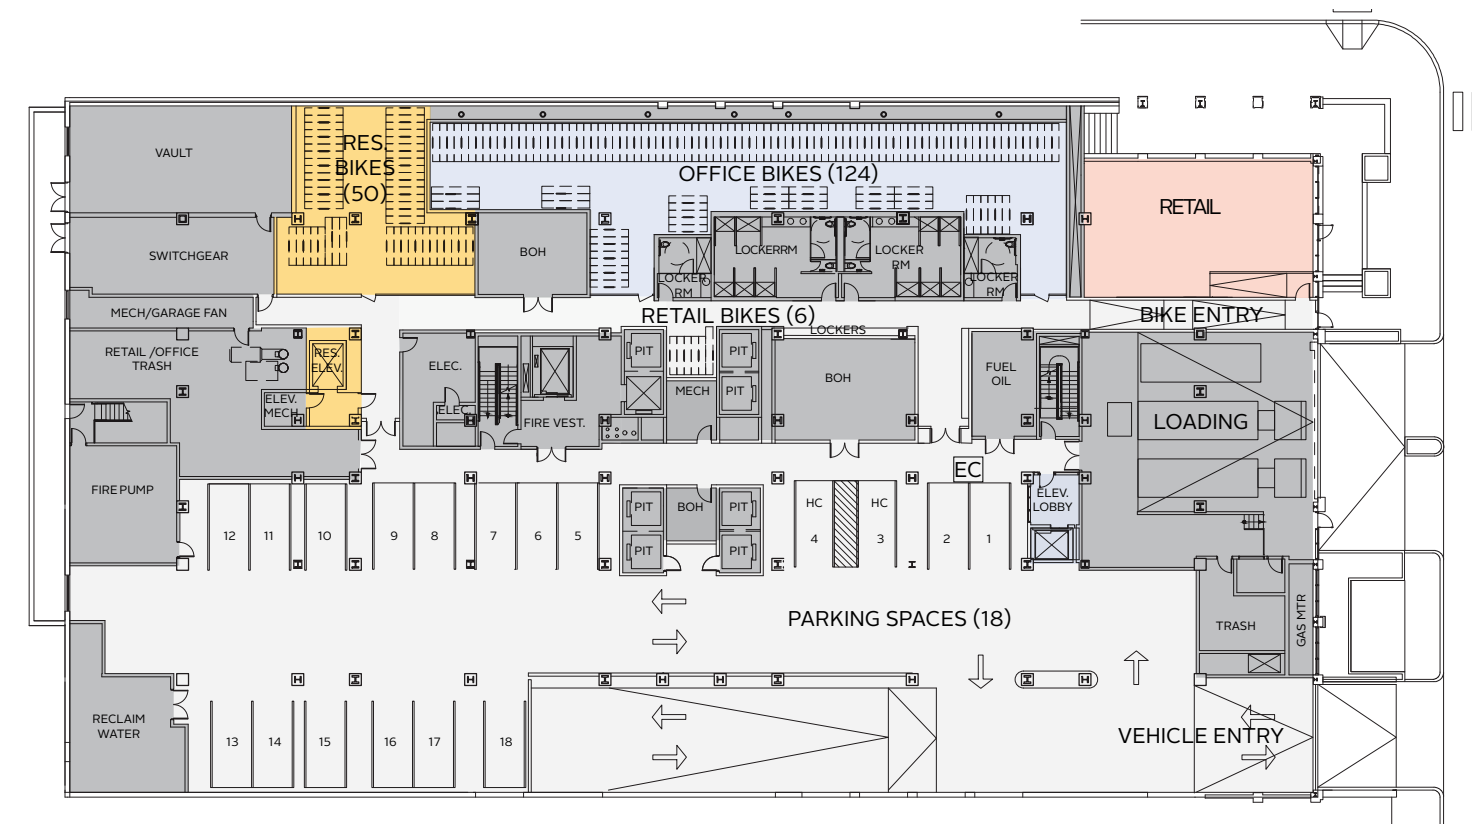 VAULT
RES.
BIKES
(50)
OFFICE BIKES (124)
RETAIL
SWITCHGEAR
BOH
LOCKER
RM
LOCKERRM
LOCKER
RM
LOCKER
RM
MECH/GARAGE FAN
RETAIL BIKES (6)
LOCKERS
BIKE ENTRY
RETAIL /OFFICE
TRASH
RES.
ELEV.
ELEV.
MECH
ELEC.
ELEC.
FIRE VEST.
PIT
MECH
PIT
PIT
BOH
FUEL
OIL
LOADING
EC
FIRE PUMP
12
11
10
9
8
7
6
5
PIT
PIT
BOH
PIT
PIT
HC
4
HC
3
2
1
ELEV.
LOBBY
PARKING SPACES (18)
TRASH
GAS MTR
RECLAIM
WATER
13
14
15
16
17
18
VEHICLE ENTRY